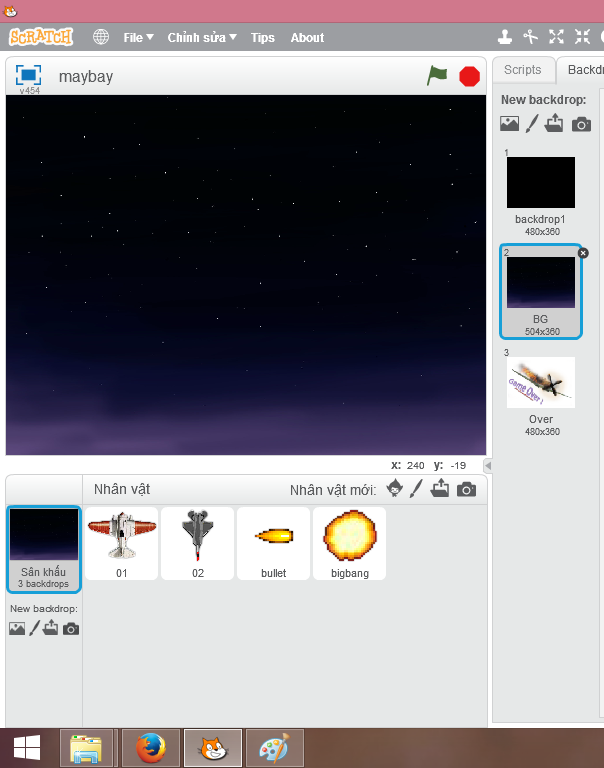 SCRATCH File Chỉnh sửa Tips About
maybay
v454
Scripts Backd
New backdrop:
1
backdrop1
480x360
2
BG
504x360
3
Game Over !
Over
480x360
x: 240 y: -19
Nhân vật Nhân vật mới:
Sân khấu
3 backdrops
New backdrop:
01 02 bullet bigbang